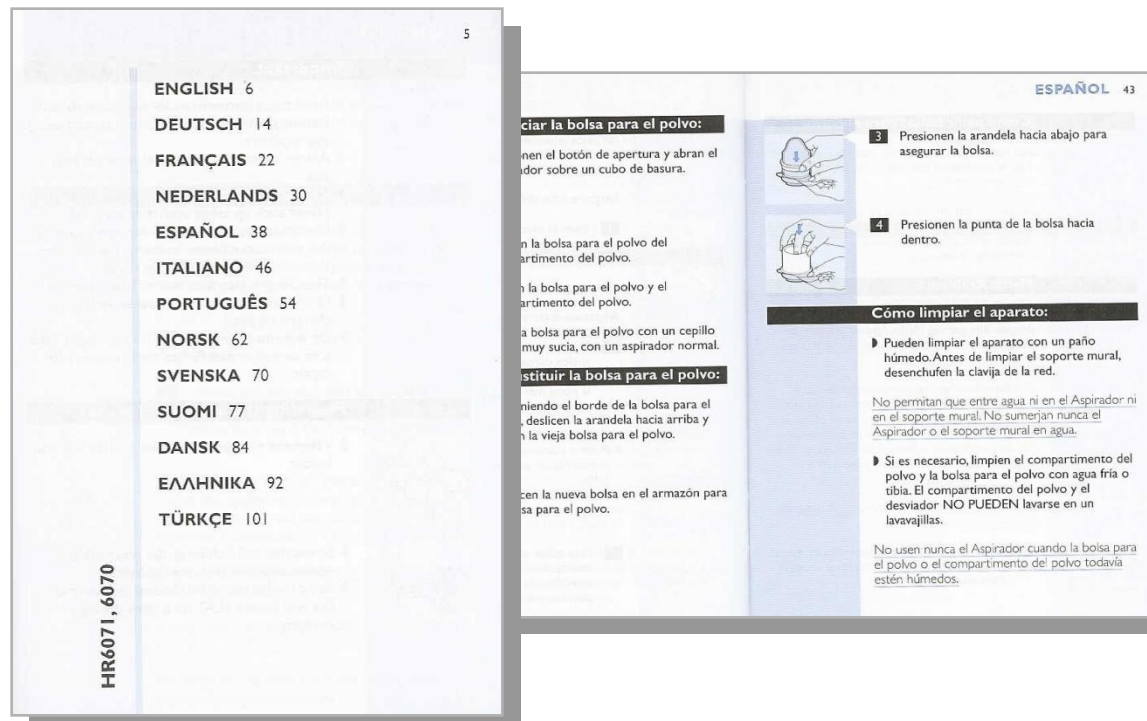 5
ENGLISH 6
DEUTSCH 14
FRANÇAIS 22
NEDERLANDS 30
ESPAÑOL 38
ITALIANO 46
PORTUGUÊS 54
NORSK 62
SVENSKA 70
SUOMI 77
DANSK 84
ΕΛΛΗΝΙΚΑ 92
TÜRKÇE 101
HR6071, 6070
ciar la bolsa para el polvo:
onen el botón de apertura y abran el
ador sobre un cubo de basura.
n la bolsa para el polvo del
artimento del polvo.
n la bolsa para el polvo y el
artimento del polvo.
a bolsa para el polvo con un cepillo
muy sucia, con un aspirador normal.
stituir la bolsa para el polvo:
niendo el borde de la bolsa para el
, deslicen la arandela hacia arriba y
n la vieja bolsa para el polvo.
cen la nueva bolsa en el armazón para
sa para el polvo.
ESPAÑOL 43
3 Presionen la arandela hacia abajo para
asegurar la bolsa.
4 Presionen la punta de la bolsa hacia
dentro.
Cómo limpiar el aparato:
Pueden limpiar el aparato con un paño
húmedo. Antes de limpiar el soporte mural,
desenchufen la clavija de la red.
No permitan que entre agua ni en el Aspirador ni
en el soporte mural. No sumerjan nunca el
Aspirador o el soporte mural en agua.
Si es necesario, limpien el compartimento del
polvo y la bolsa para el polvo con agua fría o
tibia. El compartimento del polvo y el
desviador NO PUEDEN lavarse en un
lavavajillas.
No usen nunca el Aspirador cuando la bolsa para
el polvo o el compartimento del polvo todavía
estén húmedos.